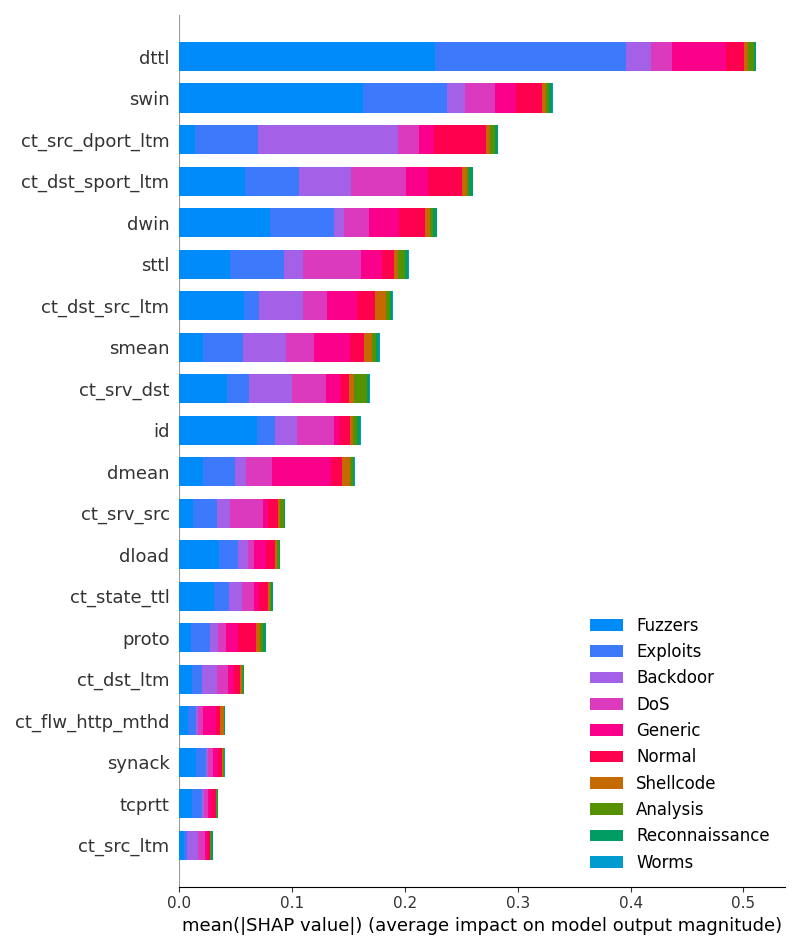 dttl
swin
ct_src_dport_ltm
ct_dst_sport_ltm
dwin
sttl
ct_dst_src_ltm
smean
ct_srv_dst
id
dmean
ct_srv_src
dload
ct_state_ttl
proto
ct_dst_ltm
ct_flw_http_mthd
synack
tcprtt
ct_src_ltm
Fuzzers
Exploits
Backdoor
DoS
Generic
Normal
Shellcode
Analysis
Reconnaissance
Worms
0.0 0.1 0.2 0.3 0.4 0.5
mean(|SHAP value|) (average impact on model output magnitude)